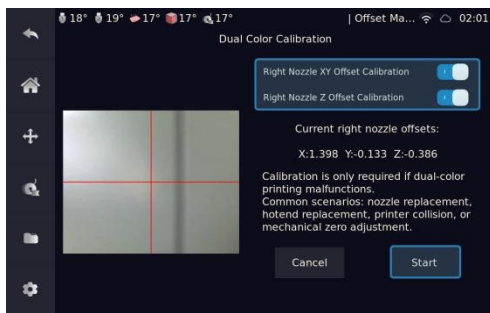 18° 19° 17° 17° 17° | Offset Ma... 02:01
Dual Color Calibration
Right Nozzle XY Offset Calibration
Right Nozzle Z Offset Calibration
Current right nozzle offsets:
X:1.398 Y:-0.133 Z:-0.386
Calibration is only required if dual-color
printing malfunctions.
Common scenarios: nozzle replacement,
hotend replacement, printer collision, or
mechanical zero adjustment.
Cancel Start